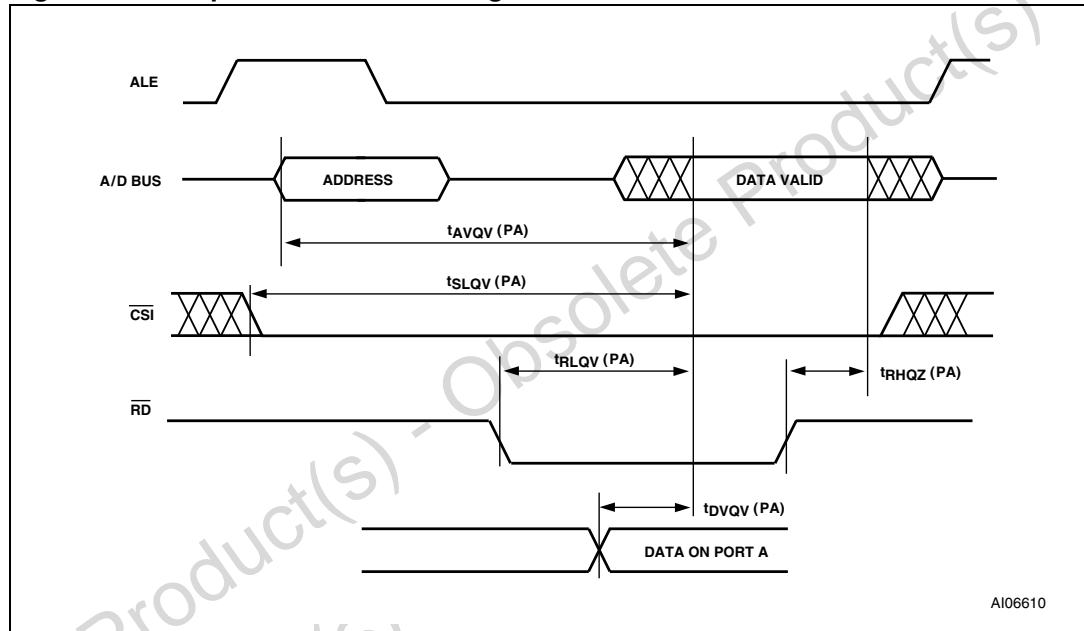 ALE
A/D BUS
ADDRESS
DATA VALID
tAVQV (PA)
tSLQV (PA)
CSI
tRLQV (PA)
tRHQZ (PA)
RD
tDVQV (PA)
DATA ON PORT A
AI06610
Product(s) - Obsolete Product(s)